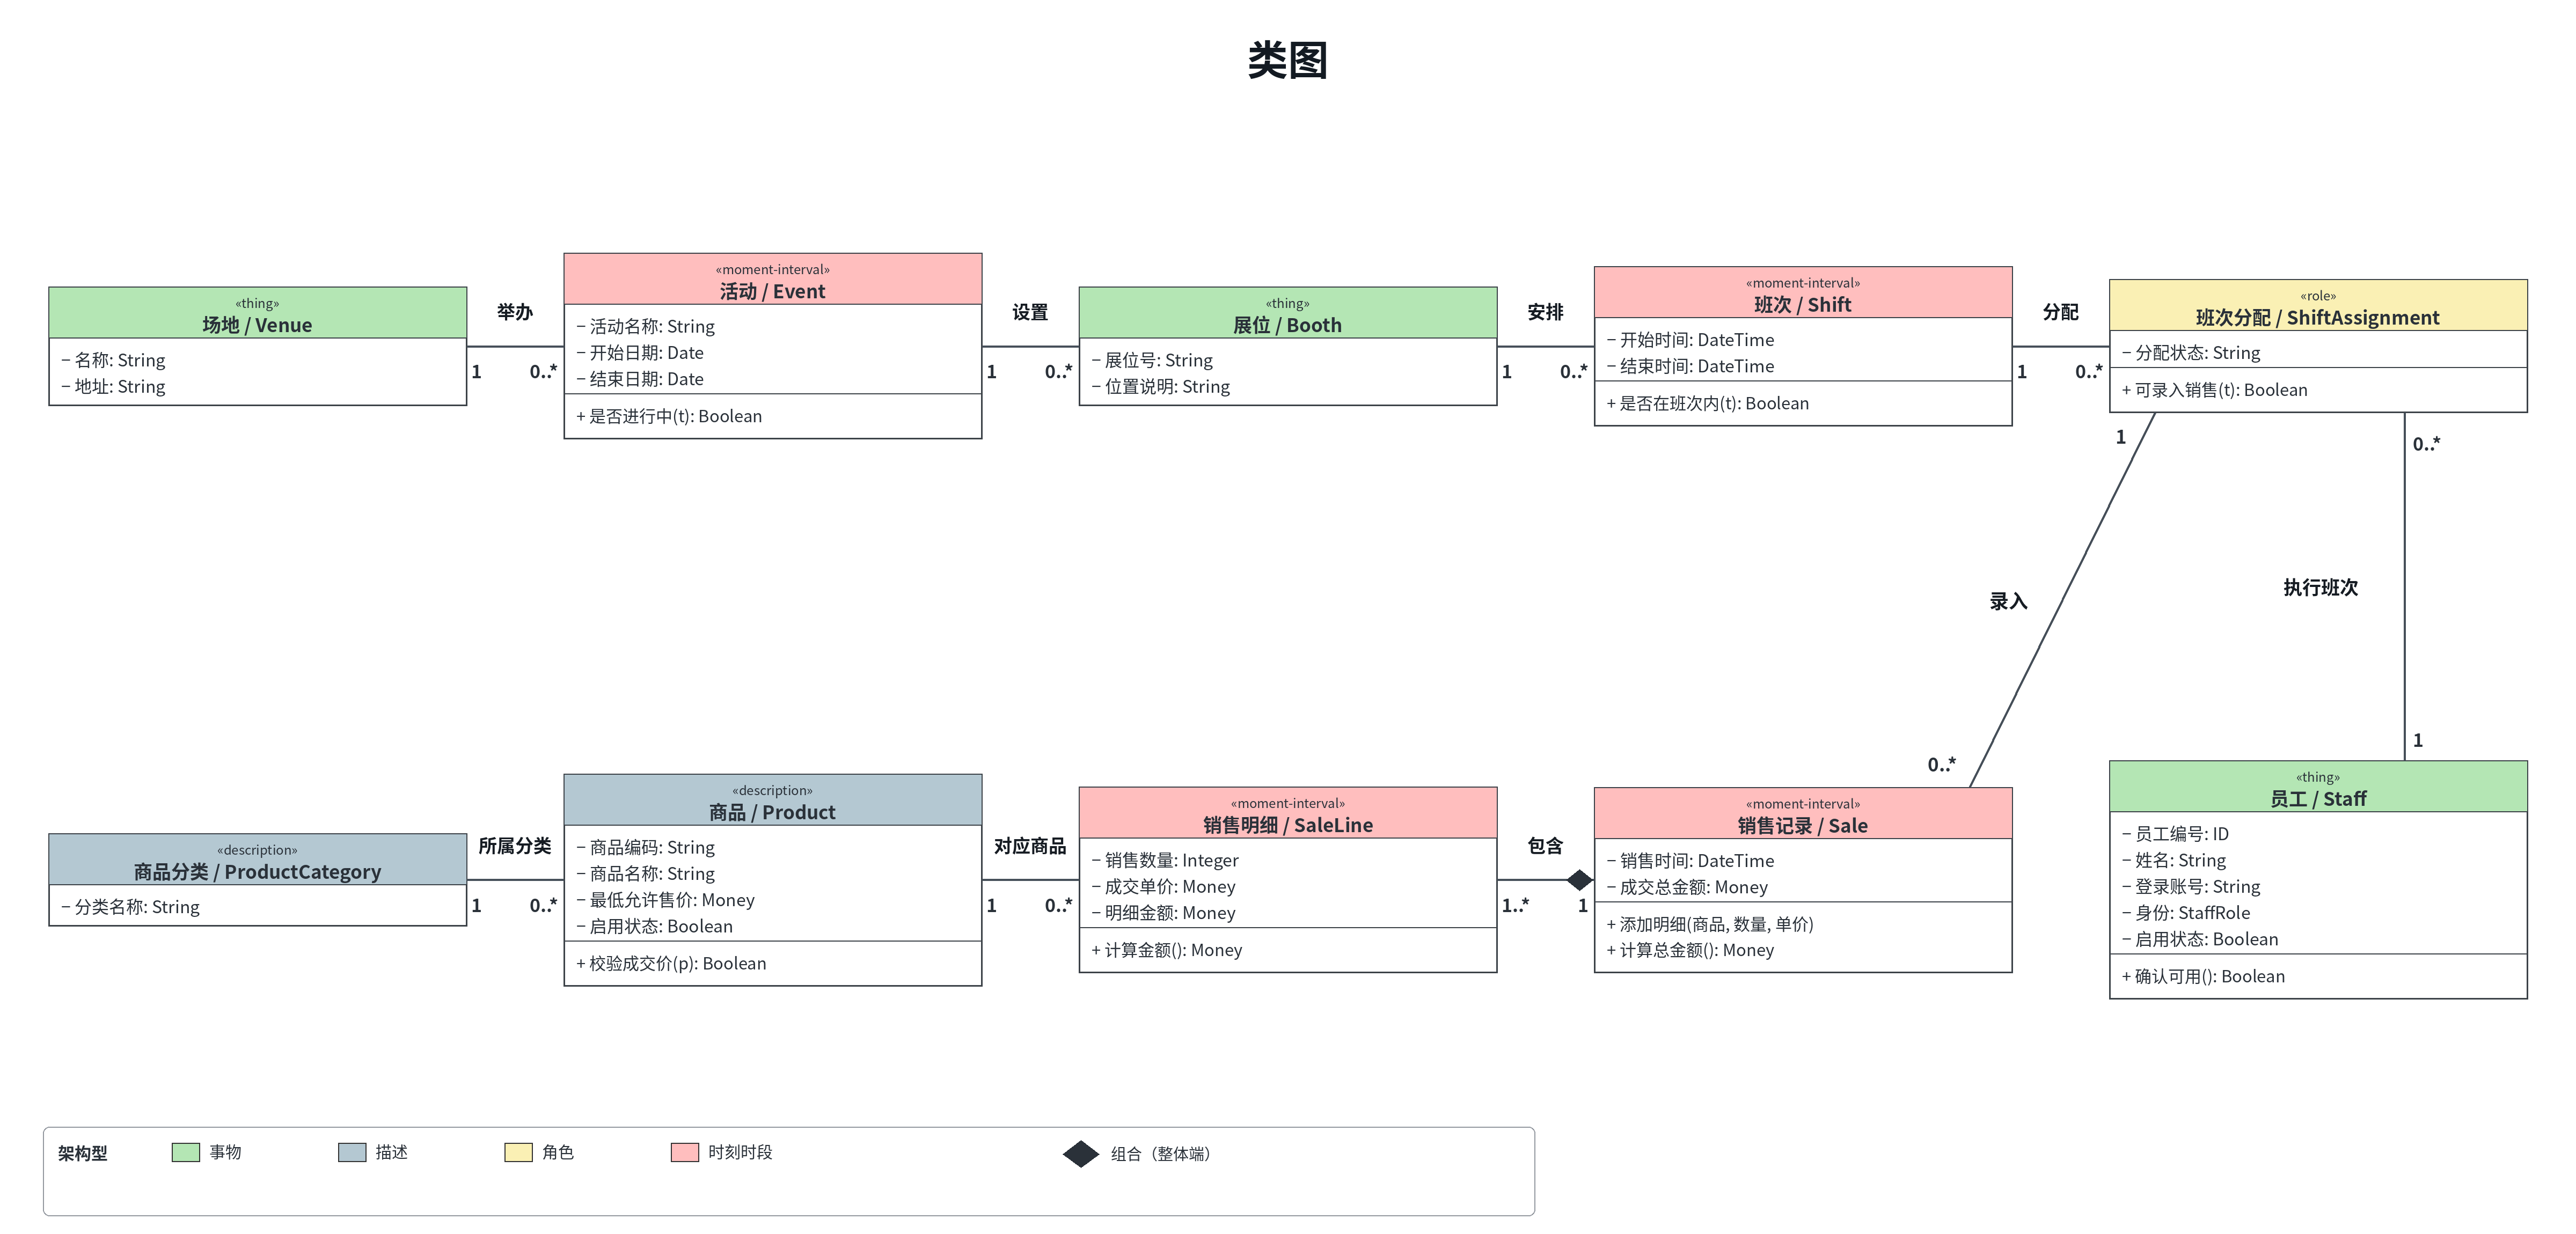 类图
«thing»
场地 / Venue
− 名称: String
− 地址: String
举办
1
0..*
«moment-interval»
活动 / Event
− 活动名称: String
− 开始日期: Date
− 结束日期: Date
+ 是否进行中(t): Boolean
设置
1
0..*
«thing»
展位 / Booth
− 展位号: String
− 位置说明: String
安排
1
0..*
«moment-interval»
班次 / Shift
− 开始时间: DateTime
− 结束时间: DateTime
+ 是否在班次内(t): Boolean
分配
1
0..*
«role»
班次分配 / ShiftAssignment
− 分配状态: String
+ 可录入销售(t): Boolean
1
录入
0..*
0..*
执行班次
1
«description»
商品分类 / ProductCategory
− 分类名称: String
所属分类
1
0..*
«description»
商品 / Product
− 商品编码: String
− 商品名称: String
− 最低允许售价: Money
− 启用状态: Boolean
+ 校验成交价(p): Boolean
对应商品
1
0..*
«moment-interval»
销售明细 / SaleLine
− 销售数量: Integer
− 成交单价: Money
− 明细金额: Money
+ 计算金额(): Money
包含
1..*
1
«moment-interval»
销售记录 / Sale
− 销售时间: DateTime
− 成交总金额: Money
+ 添加明细(商品, 数量, 单价)
+ 计算总金额(): Money
«thing»
员工 / Staff
− 员工编号: ID
− 姓名: String
− 登录账号: String
− 身份: StaffRole
− 启用状态: Boolean
+ 确认可用(): Boolean
架构型
事物
描述
角色
时刻时段
组合（整体端）